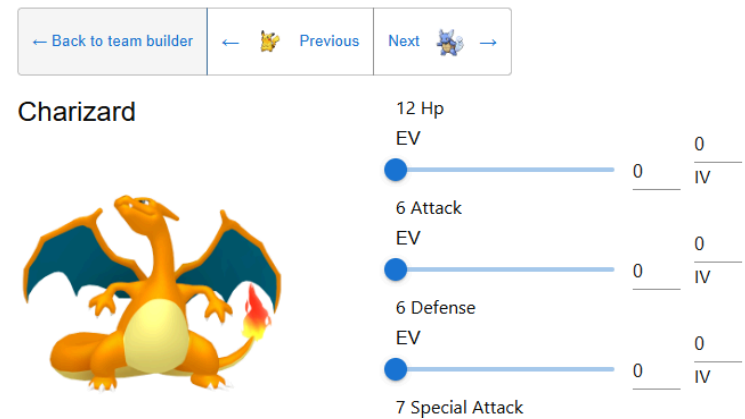 ← Back to team builder ← Previous Next →
Charizard
12 Hp
EV
0
0
IV
6 Attack
EV
0
0
IV
6 Defense
EV
0
0
IV
7 Special Attack